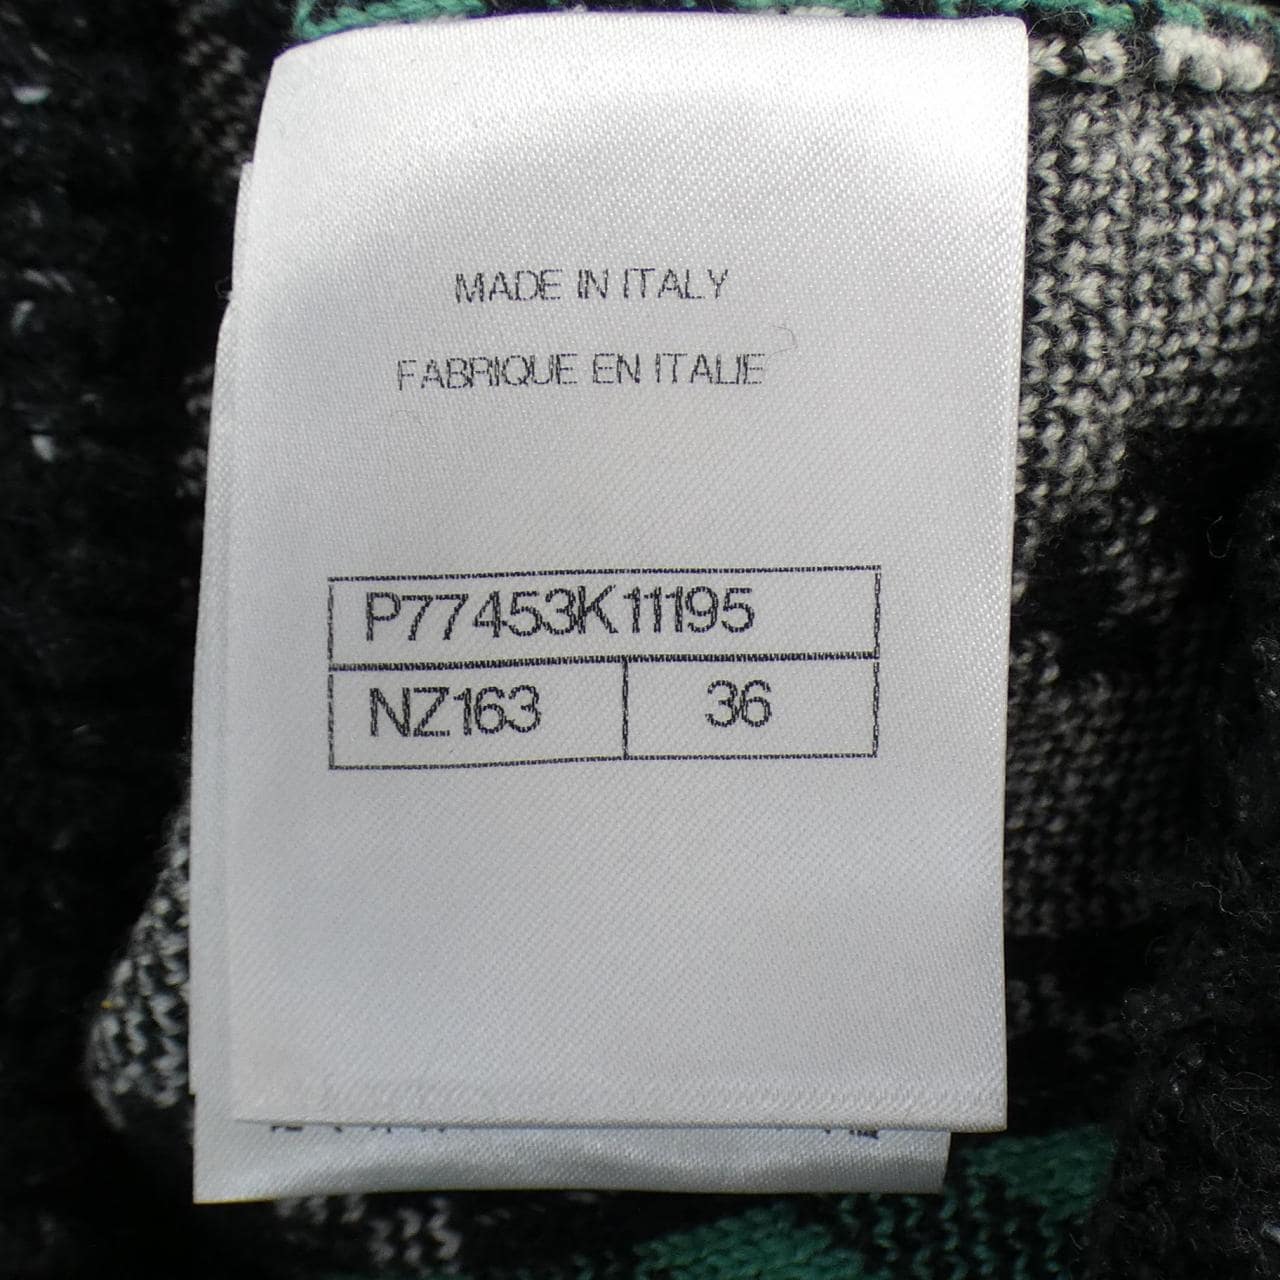 MADE IN ITALY
FABRIQUE EN ITALIE
P77453K11195
NZ163 36